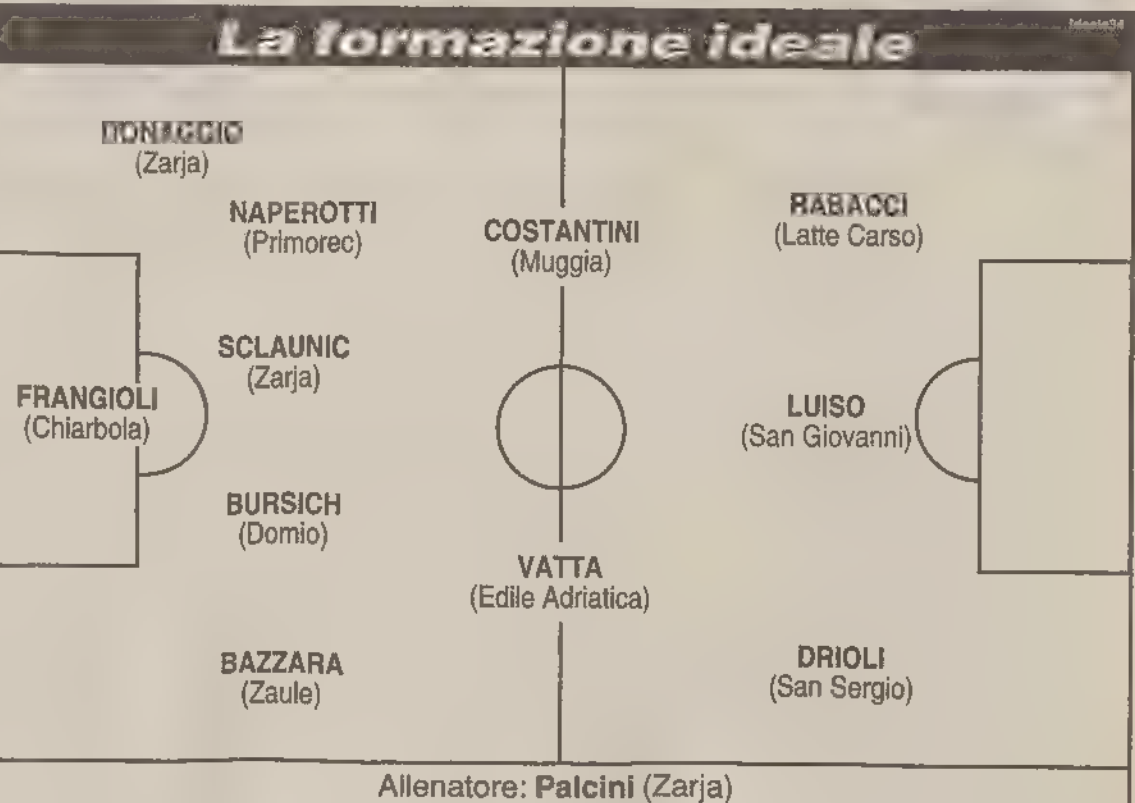 La formazione ideale
DONAGGIO
(Zarja)
NAPEROTTI
(Primorec)
COSTANTINI
(Muggia)
RABACCI
(Latte Carso)
SCLAUNIC
(Zarja)
FRANGIOLI
(Chiarbola)
LUISO
(San Giovanni)
BURSICH
(Domio)
VATTA
(Edile Adriatica)
BAZZARA
(Zaule)
DRIOLI
(San Sergio)
Allenatore: Palcini (Zarja)